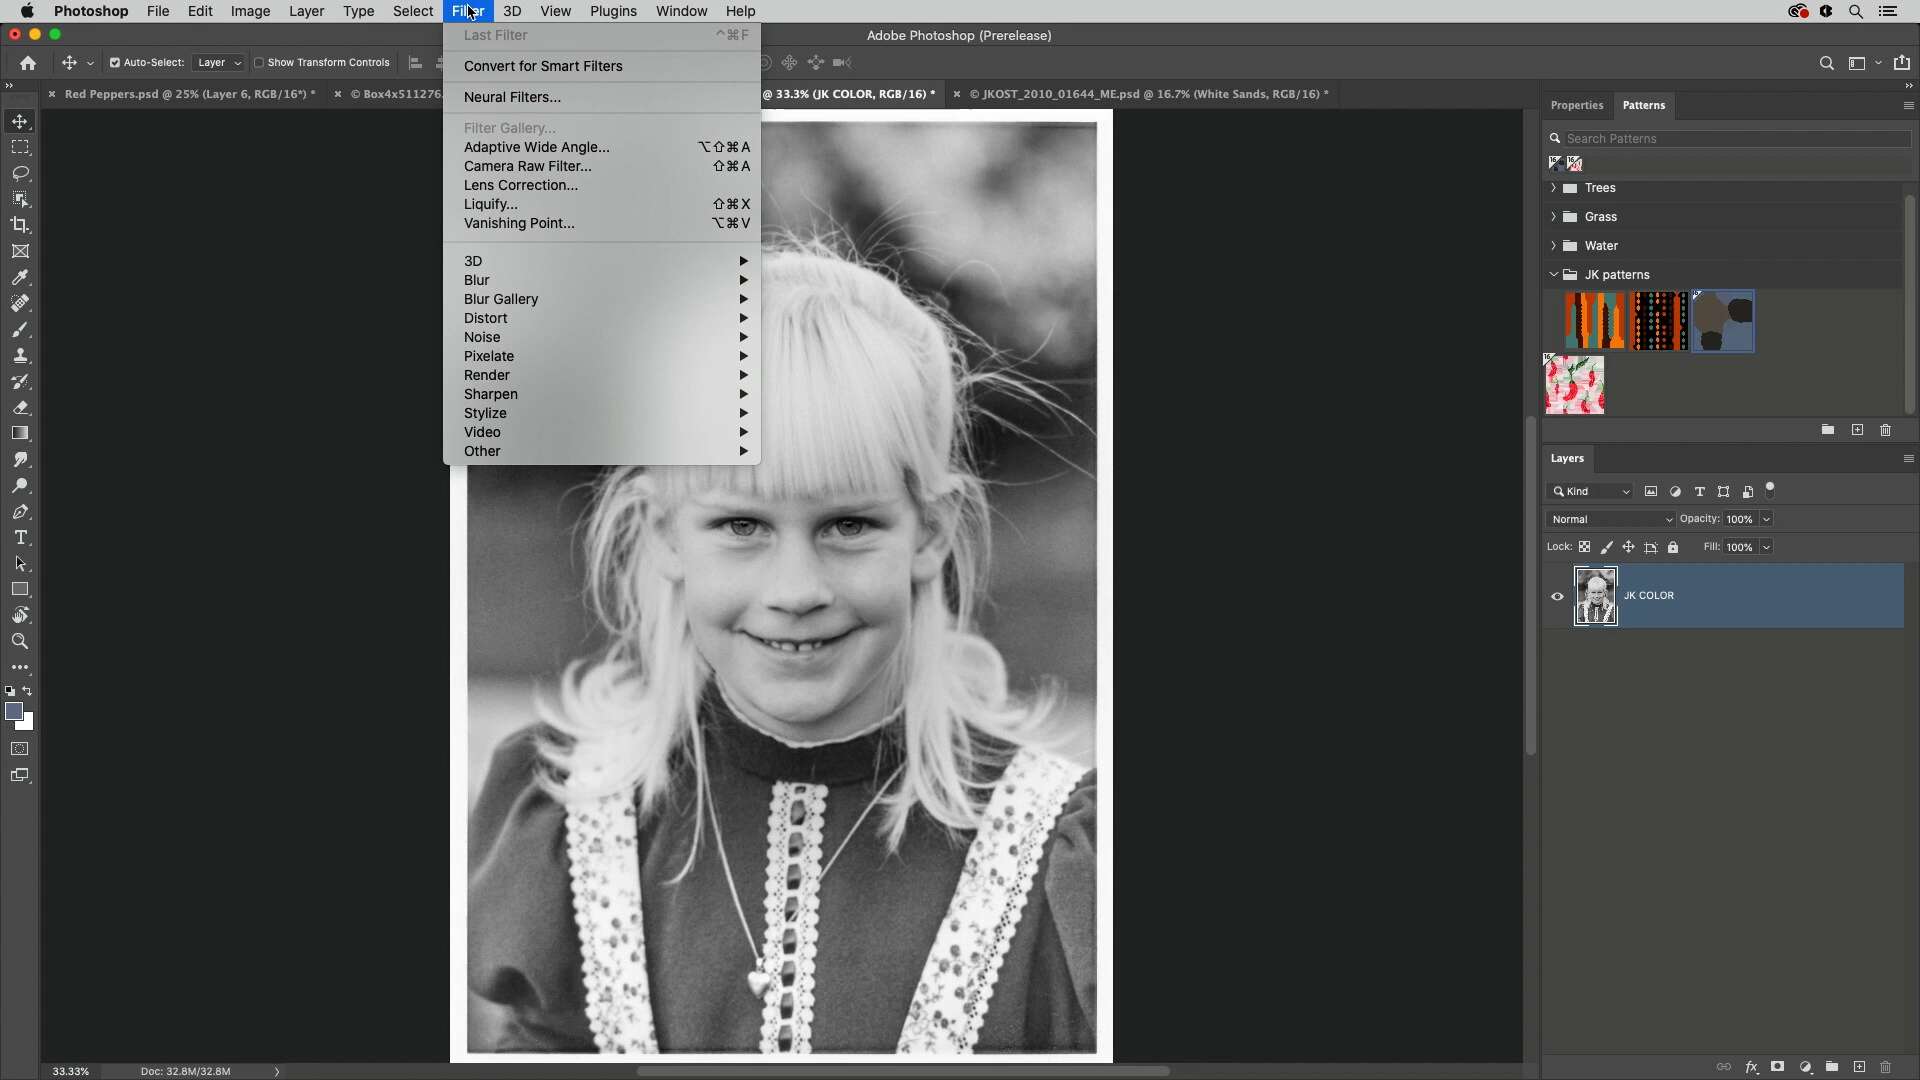 Photoshop File Edit Image Layer Type Select Filter 3D View Plugins Window Help
Adobe Photoshop (Prerelease)
Auto-Select: Layer Show Transform Controls
Red Peppers.psd @ 25% (Layer 6, RGB/16*) *
© Box4x511276.
@ 33.3% (JK COLOR, RGB/16) *
© JKOST_2010_01644_ME.psd @ 16.7% (White Sands, RGB/16) *
Last Filter ^⌘F
Convert for Smart Filters
Neural Filters...
Filter Gallery...
Adaptive Wide Angle... ⌥⇧⌘A
Camera Raw Filter... ⇧⌘A
Lens Correction...
Liquify... ⇧⌘X
Vanishing Point... ⌥⌘V
3D
Blur
Blur Gallery
Distort
Noise
Pixelate
Render
Sharpen
Stylize
Video
Other
Properties Patterns
Search Patterns
Trees
Grass
Water
JK patterns
Layers
Kind
Normal Opacity: 100%
Lock: Fill: 100%
JK COLOR
33.33% Doc: 32.8M/32.8M